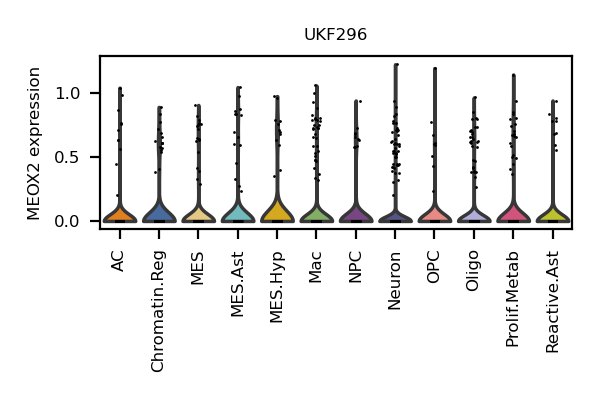 UKF296
MEOX2 expression
1.0
0.5
0.0
AC
Chromatin.Reg
MES
MES.Ast
MES.Hyp
Mac
NPC
Neuron
OPC
Oligo
Prolif.Metab
Reactive.Ast